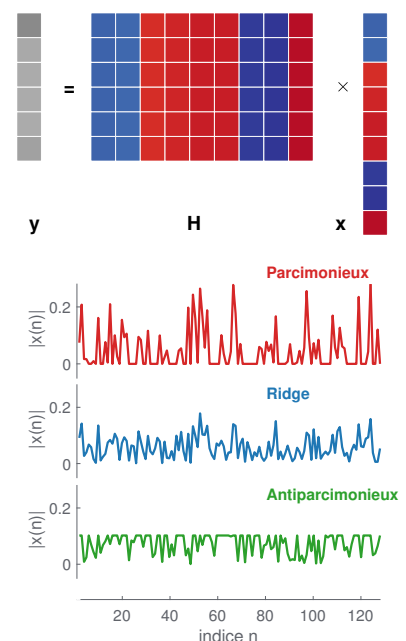 = ×
y H x
Parcimonieux
0.2
|x(n)|
0
Ridge
0.2
|x(n)|
0
Antiparcimonieux
0.2
|x(n)|
0
20 40 60 80 100 120
indice n